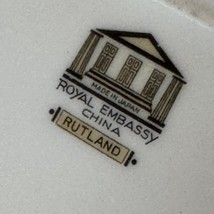 MADE IN JAPAN
ROYAL EMBASSY
CHINA
RUTLAND